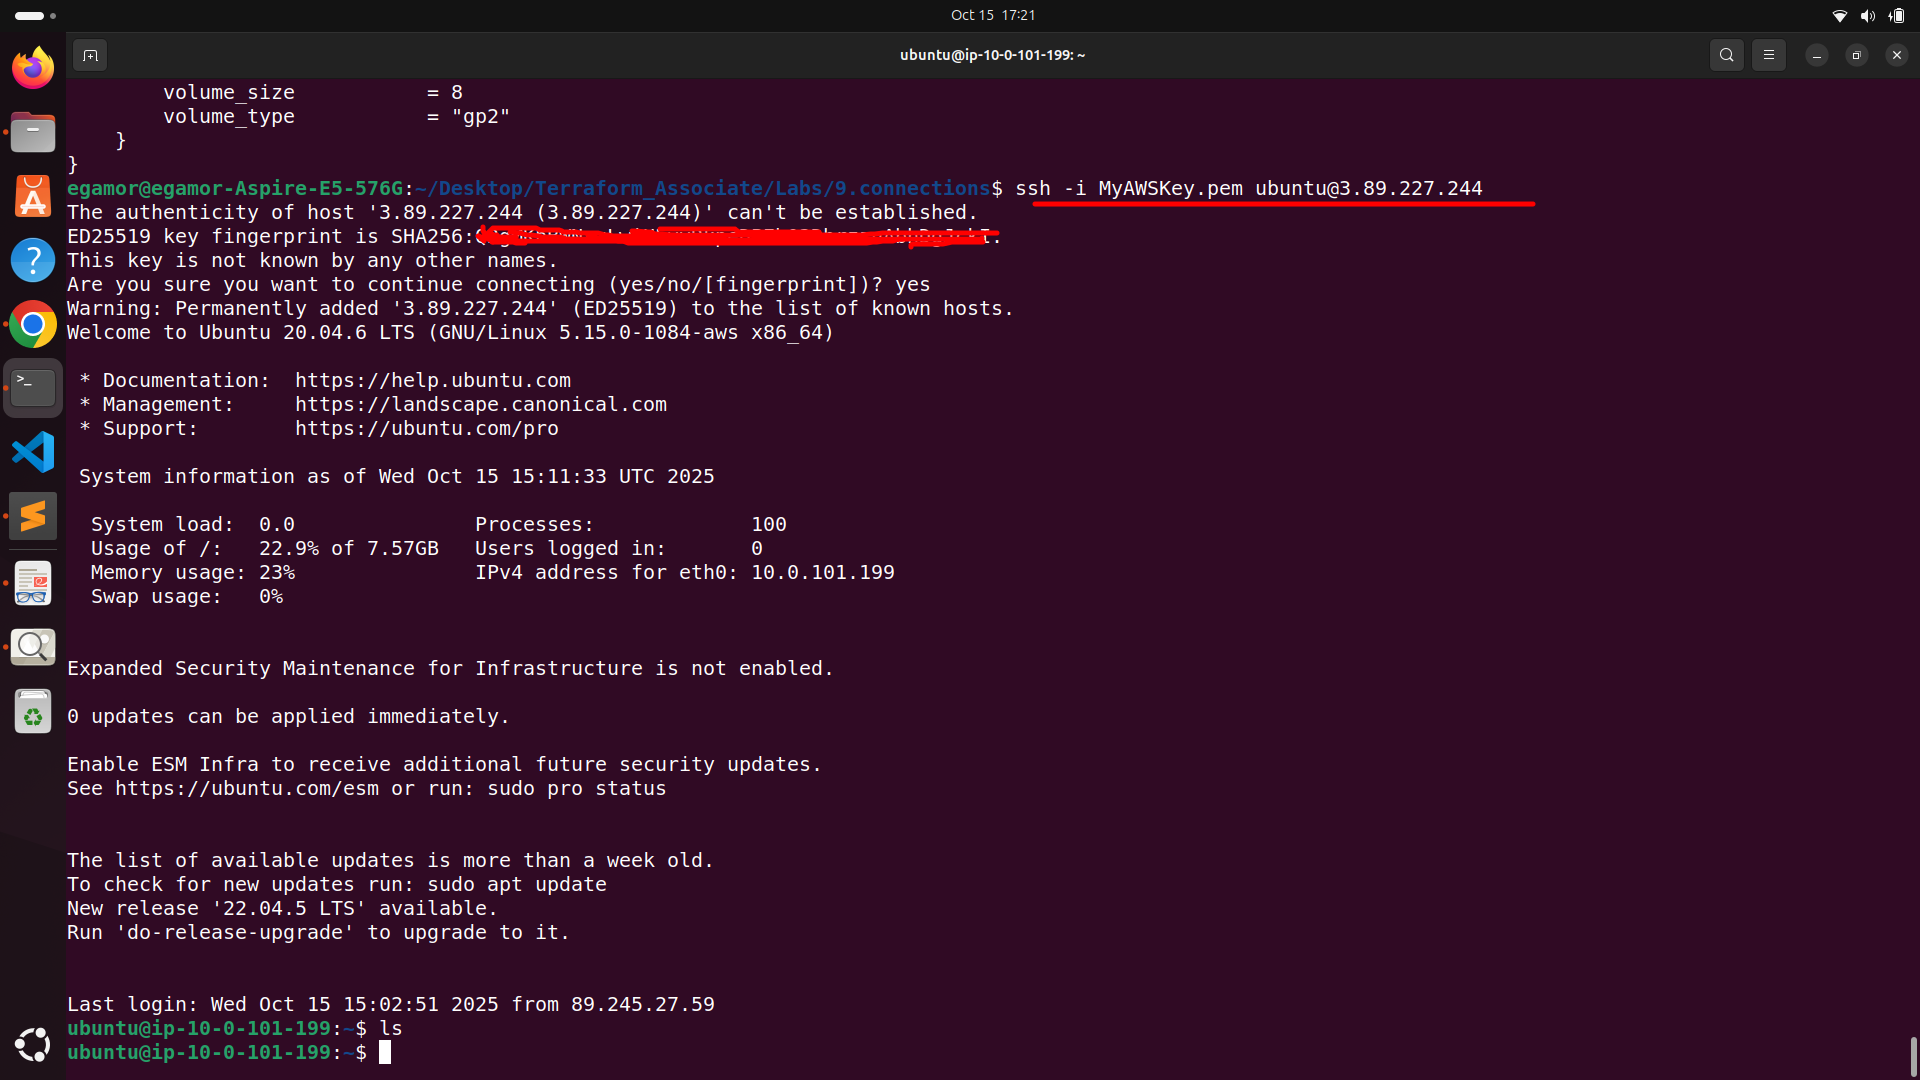 Oct 15 17:21
ubuntu@ip-10-0-101-199: ~
volume_size = 8
volume_type = "gp2"
}
}
egamor@egamor-Aspire-E5-576G:~/Desktop/Terraform_Associate/Labs/9.connections$ ssh -i MyAWSKey.pem ubuntu@3.89.227.244
The authenticity of host '3.89.227.244 (3.89.227.244)' can't be established.
ED25519 key fingerprint is SHA256:
This key is not known by any other names.
Are you sure you want to continue connecting (yes/no/[fingerprint])? yes
Warning: Permanently added '3.89.227.244' (ED25519) to the list of known hosts.
Welcome to Ubuntu 20.04.6 LTS (GNU/Linux 5.15.0-1084-aws x86_64)
* Documentation: https://help.ubuntu.com
* Management: https://landscape.canonical.com
* Support: https://ubuntu.com/pro
System information as of Wed Oct 15 15:11:33 UTC 2025
System load: 0.0 Processes: 100
Usage of /: 22.9% of 7.57GB Users logged in: 0
Memory usage: 23% IPv4 address for eth0: 10.0.101.199
Swap usage: 0%
Expanded Security Maintenance for Infrastructure is not enabled.
0 updates can be applied immediately.
Enable ESM Infra to receive additional future security updates.
See https://ubuntu.com/esm or run: sudo pro status
The list of available updates is more than a week old.
To check for new updates run: sudo apt update
New release '22.04.5 LTS' available.
Run 'do-release-upgrade' to upgrade to it.
Last login: Wed Oct 15 15:02:51 2025 from 89.245.27.59
ubuntu@ip-10-0-101-199:~$ ls
ubuntu@ip-10-0-101-199:~$